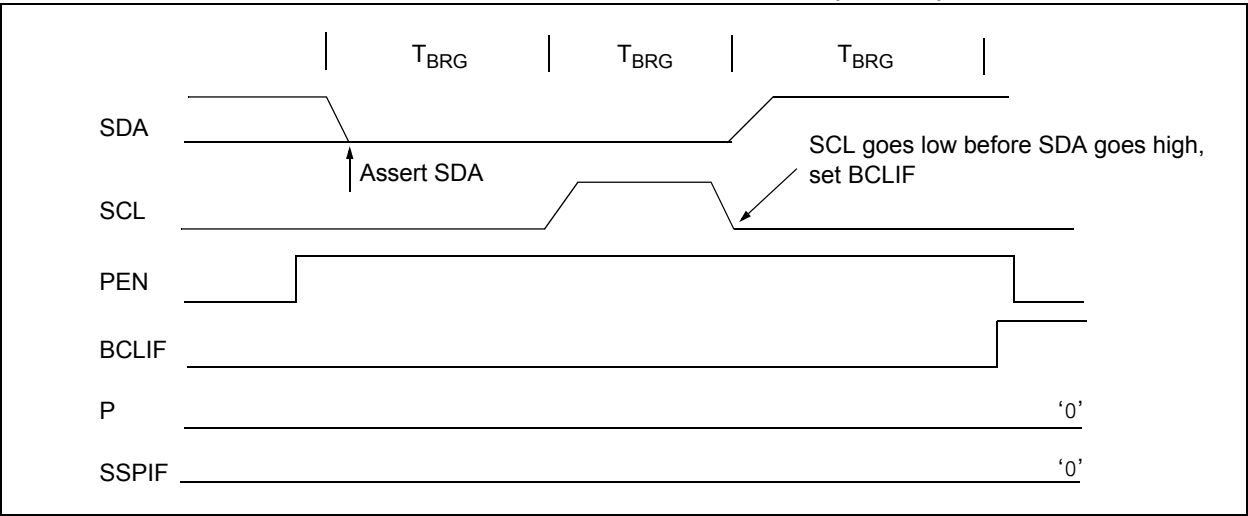 TBRG TBRG TBRG
SDA
SCL goes low before SDA goes high,
set BCLIF
Assert SDA
SCL
PEN
BCLIF
P ‘0’
SSPIF ‘0’